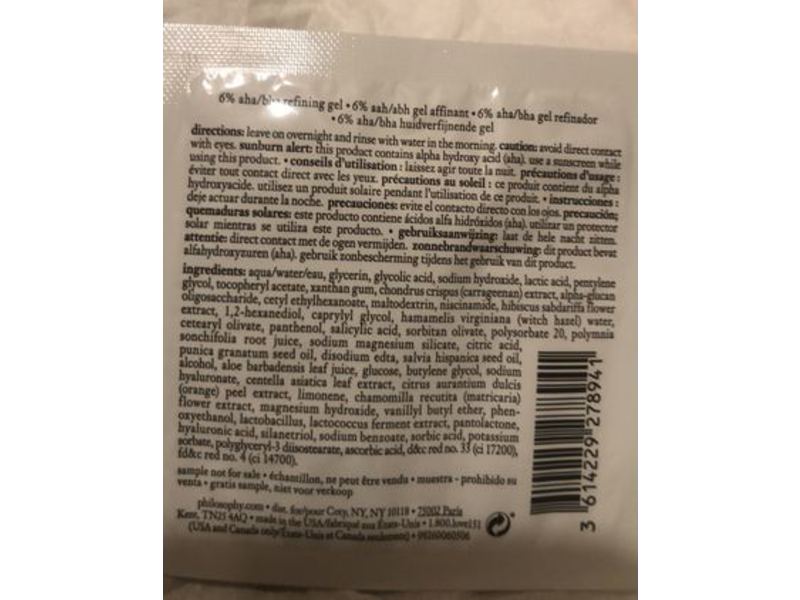 6% aha/bha refining gel • 6% aah/abh gel affinant • 6% aha/bha gel refinador
• 6% aha/bha huidverfijnende gel
directions: leave on overnight and rinse with water in the morning. caution: avoid direct contact
with eyes. sunburn alert: this product contains alpha hydroxy acid (aha). use a sunscreen while
using this product. • conseils d'utilisation : laissez agir toute la nuit. précautions d'usage :
éviter tout contact direct avec les yeux. précautions au soleil : ce produit contient du alpha
hydroxyacide. utilisez un produit solaire pendant l'utilisation de ce produit. • instrucciones :
deje actuar durante la noche. precauciones: evite el contacto directo con los ojos. precaución;
quemaduras solares: este producto contiene ácidos alfa hidróxidos (aha). utilizar un protector
solar mientras se utiliza este producto. • gebruiksaanwijzing: laat de hele nacht zitten.
attentie: direct contact met de ogen vermijden. zonnebrandwaarschuwing: dit product bevat
alfahydroxyzuren (aha). gebruik zonbescherming tijdens het gebruik van dit product.
ingredients: aqua/water/eau, glycerin, glycolic acid, sodium hydroxide, lactic acid, pentylene
glycol, tocopheryl acetate, xanthan gum, chondrus crispus (carrageenan) extract, alpha-glucan
oligosaccharide, cetyl ethylhexanoate, maltodextrin, niacinamide, hibiscus sabdariffa flower
extract, 1,2-hexanediol, caprylyl glycol, hamamelis virginiana (witch hazel) water,
cetearyl olivate, panthenol, salicylic acid, sorbitan olivate, polysorbate 20, polymnia
sonchifolia root juice, sodium magnesium silicate, citric acid,
punica granatum seed oil, disodium edta, salvia hispanica seed oil,
alcohol, aloe barbadensis leaf juice, glucose, butylene glycol, sodium
hyaluronate, centella asiatica leaf extract, citrus aurantium dulcis
(orange) peel extract, limonene, chamomilla recutita (matricaria)
flower extract, magnesium hydroxide, vanillyl butyl ether, phen-
oxyethanol, lactobacillus, lactococcus ferment extract, pantolactone,
hyaluronic acid, silanetriol, sodium benzoate, sorbic acid, potassium
sorbate, polyglyceryl-3 diisostearate, ascorbic acid, d&c red no. 33 (ci 17200),
fd&c red no. 4 (ci 14700).
sample not for sale • échantillon, ne peut être vendu • muestra - prohibido su
venta • gratis sample, niet voor verkoop
philosophy.com • dist. for/pour Coty, NY, NY 10118 • 75002 Paris
Kent, TN25 4AQ • made in the USA/fabriqué aux États-Unis • 1.800.love151
(USA and Canada only/États-Unis et Canada seulement) • 98260060506
3 614229 278941